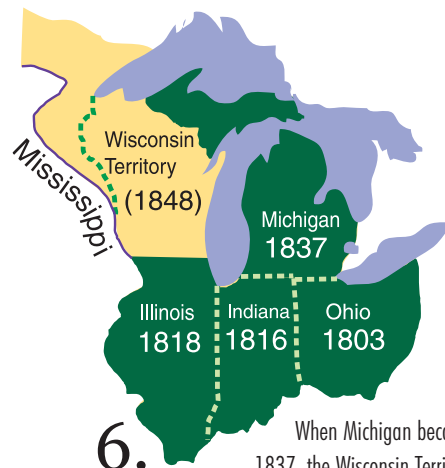 Wisconsin
Territory
(1848)
Mississippi
Michigan
1837
Illinois
1818
Indiana
1816
Ohio
1803
6.
When Michigan beca
1837, the Wisconsin Terri